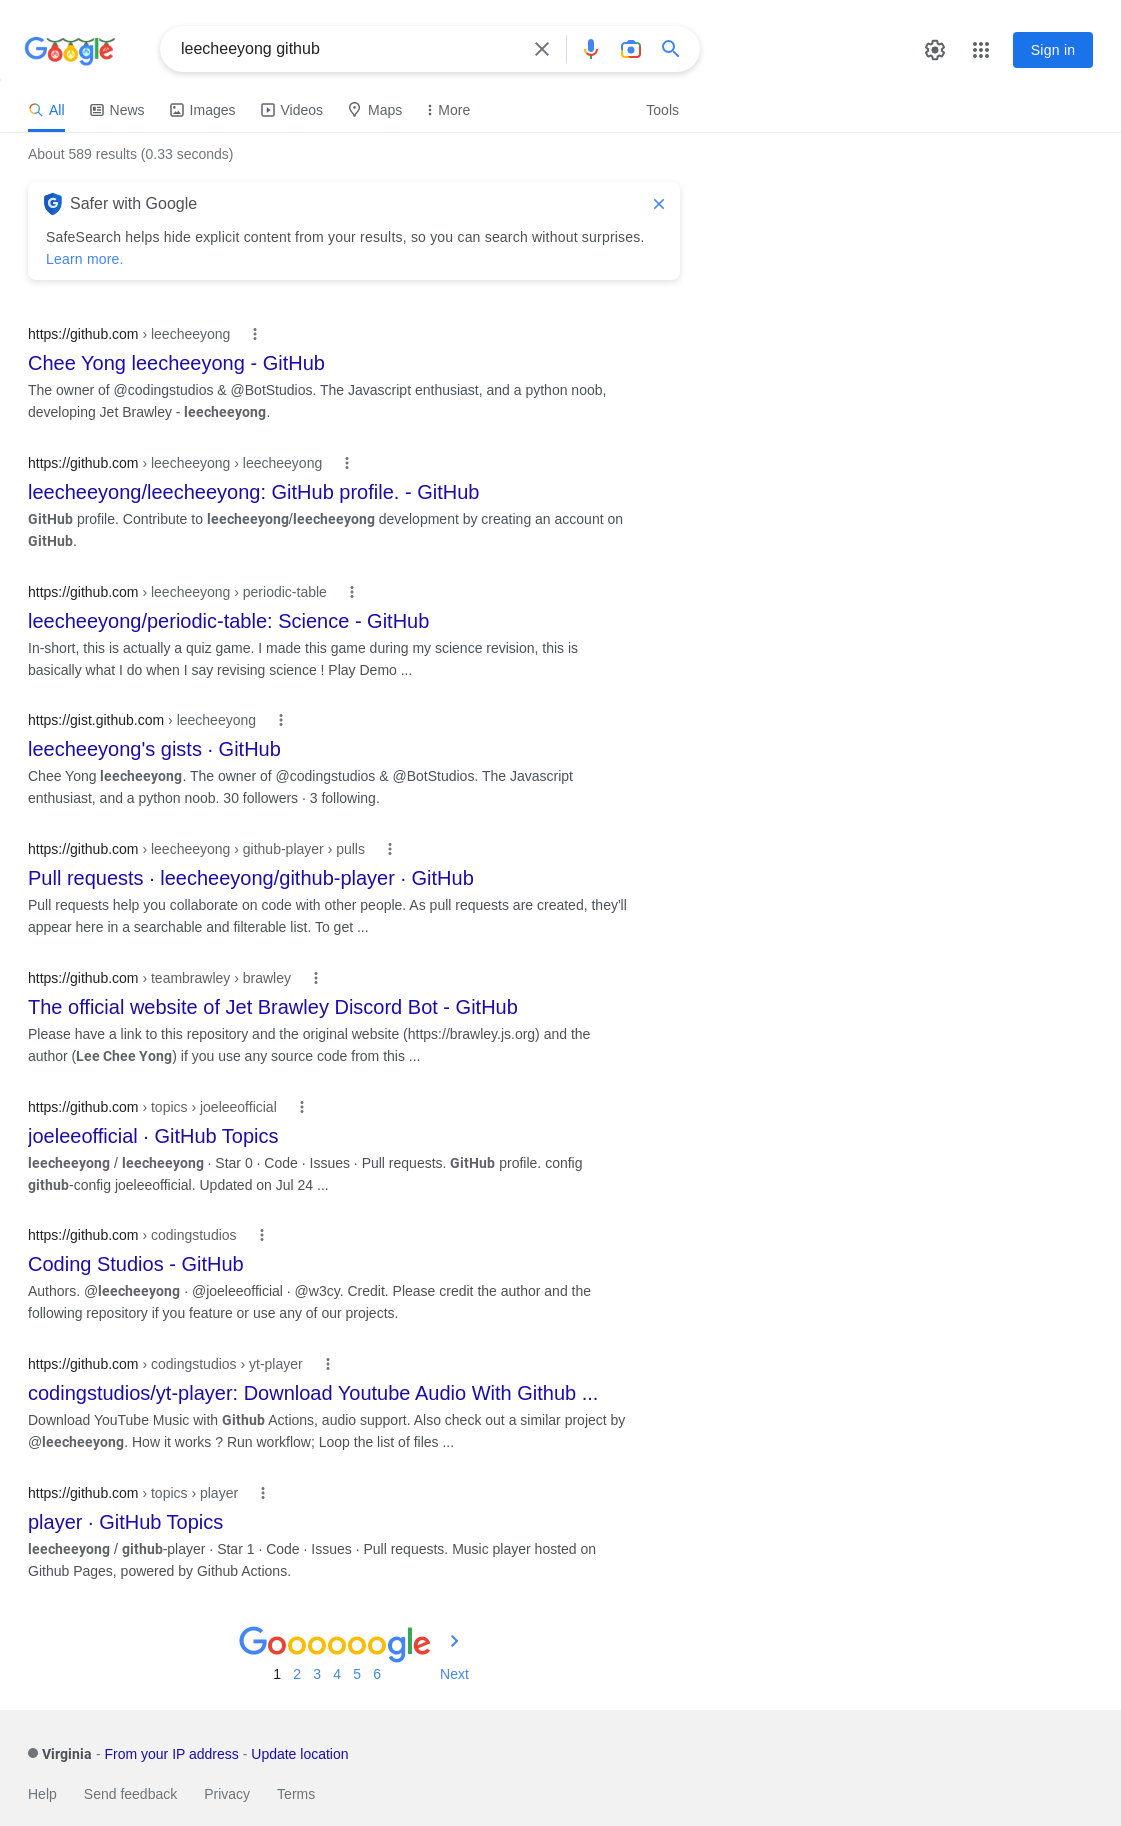 Google
leecheeyong github
Sign in
All
News
Images
Videos
Maps
More
Tools
About 589 results (0.33 seconds)
Safer with Google
SafeSearch helps hide explicit content from your results, so you can search without surprises.
Learn more.
https://github.com › leecheeyong
Chee Yong leecheeyong - GitHub
The owner of @codingstudios & @BotStudios. The Javascript enthusiast, and a python noob,
developing Jet Brawley - leecheeyong.
https://github.com › leecheeyong › leecheeyong
leecheeyong/leecheeyong: GitHub profile. - GitHub
GitHub profile. Contribute to leecheeyong/leecheeyong development by creating an account on
GitHub.
https://github.com › leecheeyong › periodic-table
leecheeyong/periodic-table: Science - GitHub
In-short, this is actually a quiz game. I made this game during my science revision, this is
basically what I do when I say revising science ! Play Demo ...
https://gist.github.com › leecheeyong
leecheeyong's gists · GitHub
Chee Yong leecheeyong. The owner of @codingstudios & @BotStudios. The Javascript
enthusiast, and a python noob. 30 followers · 3 following.
https://github.com › leecheeyong › github-player › pulls
Pull requests · leecheeyong/github-player · GitHub
Pull requests help you collaborate on code with other people. As pull requests are created, they'll
appear here in a searchable and filterable list. To get ...
https://github.com › teambrawley › brawley
The official website of Jet Brawley Discord Bot - GitHub
Please have a link to this repository and the original website (https://brawley.js.org) and the
author (Lee Chee Yong) if you use any source code from this ...
https://github.com › topics › joeleeofficial
joeleeofficial · GitHub Topics
leecheeyong / leecheeyong · Star 0 · Code · Issues · Pull requests. GitHub profile. config
github-config joeleeofficial. Updated on Jul 24 ...
https://github.com › codingstudios
Coding Studios - GitHub
Authors. @leecheeyong · @joeleeofficial · @w3cy. Credit. Please credit the author and the
following repository if you feature or use any of our projects.
https://github.com › codingstudios › yt-player
codingstudios/yt-player: Download Youtube Audio With Github ...
Download YouTube Music with Github Actions, audio support. Also check out a similar project by
@leecheeyong. How it works ? Run workflow; Loop the list of files ...
https://github.com › topics › player
player · GitHub Topics
leecheeyong / github-player · Star 1 · Code · Issues · Pull requests. Music player hosted on
Github Pages, powered by Github Actions.
Goooooogle
1 2 3 4 5 6 Next
Virginia - From your IP address - Update location
Help Send feedback Privacy Terms